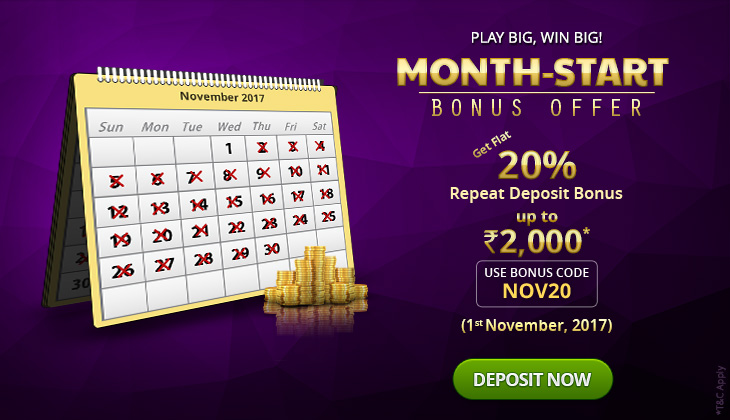 November 2017
Sun Mon Tue Wed Thu Fri Sat
1 2 3 4
5 6 7 8 9 10 11
12 13 14 15 16 17 18
19 20 21 22 23 24 25
26 27 28 29 30
30
PLAY BIG, WIN BIG!
MONTH-START
BONUS OFFER
Get Flat
20%
Repeat Deposit Bonus
up to
₹2,000*
USE BONUS CODE
NOV20
(1st November, 2017)
DEPOSIT NOW
*T&C Apply